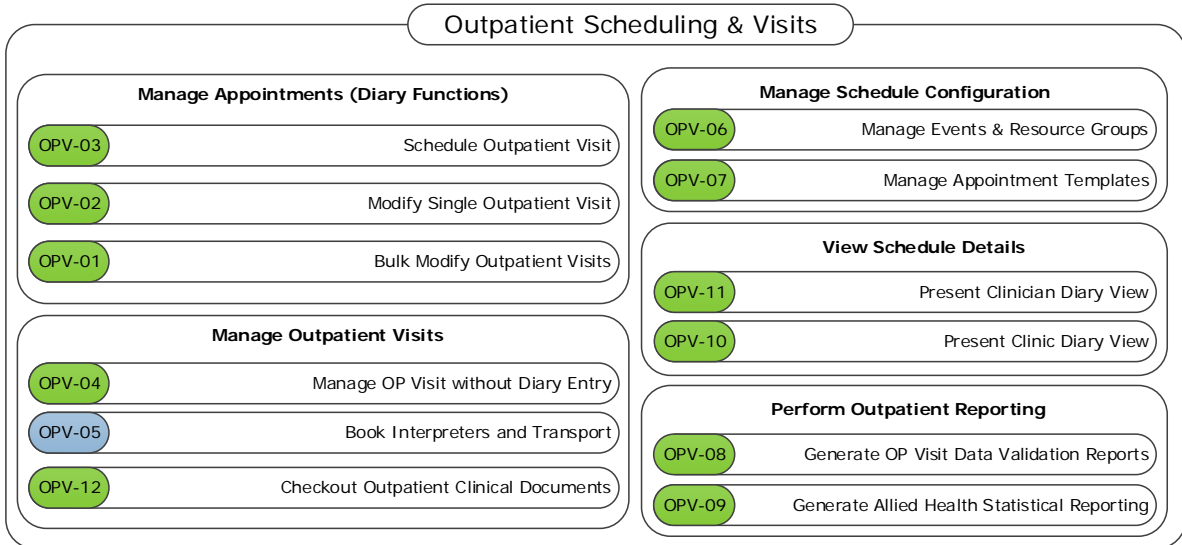 Outpatient Scheduling & Visits
Manage Appointments (Diary Functions)
OPV-03 Schedule Outpatient Visit
OPV-02 Modify Single Outpatient Visit
OPV-01 Bulk Modify Outpatient Visits
Manage Outpatient Visits
OPV-04 Manage OP Visit without Diary Entry
OPV-05 Book Interpreters and Transport
OPV-12 Checkout Outpatient Clinical Documents
Manage Schedule Configuration
OPV-06 Manage Events & Resource Groups
OPV-07 Manage Appointment Templates
View Schedule Details
OPV-11 Present Clinician Diary View
OPV-10 Present Clinic Diary View
Perform Outpatient Reporting
OPV-08 Generate OP Visit Data Validation Reports
OPV-09 Generate Allied Health Statistical Reporting